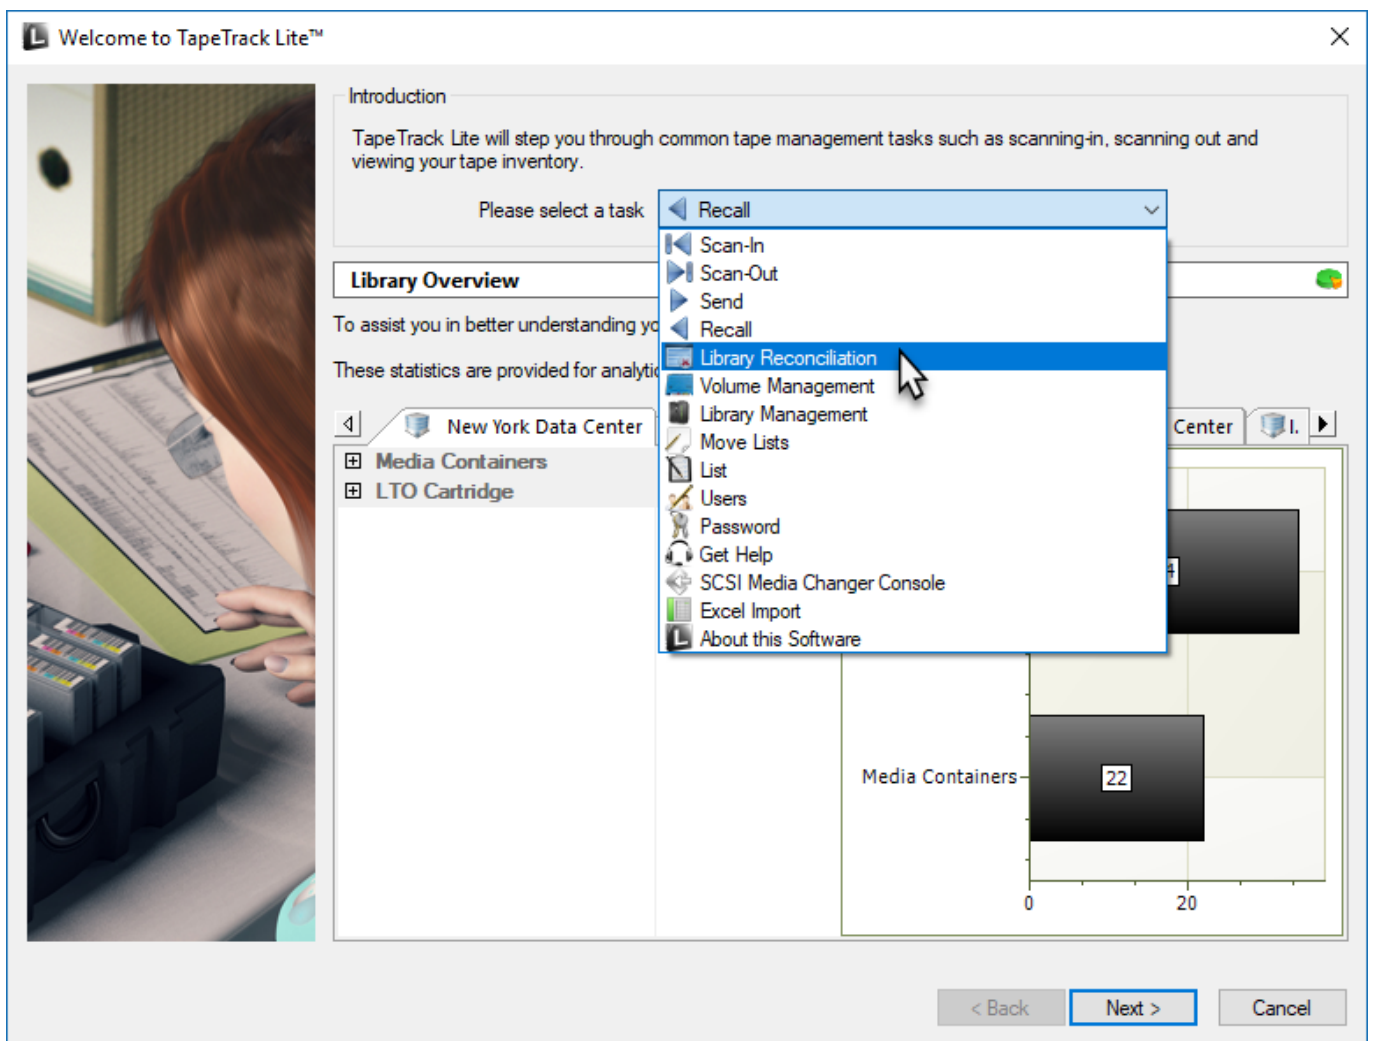 Welcome to TapeTrack Lite™
Introduction
TapeTrack Lite will step you through common tape management tasks such as scanning-in, scanning out and
viewing your tape inventory.
Please select a task
Recall
Scan-In
Scan-Out
Send
Recall
Library Reconciliation
Volume Management
Library Management
Move Lists
List
Users
Password
Get Help
SCSI Media Changer Console
Excel Import
About this Software
Library Overview
To assist you in better understanding
These statistics are provided for
New York Data Center
Center
I.
Media Containers
LTO Cartridge
4
Media Containers
22
0
20
< Back
Next >
Cancel